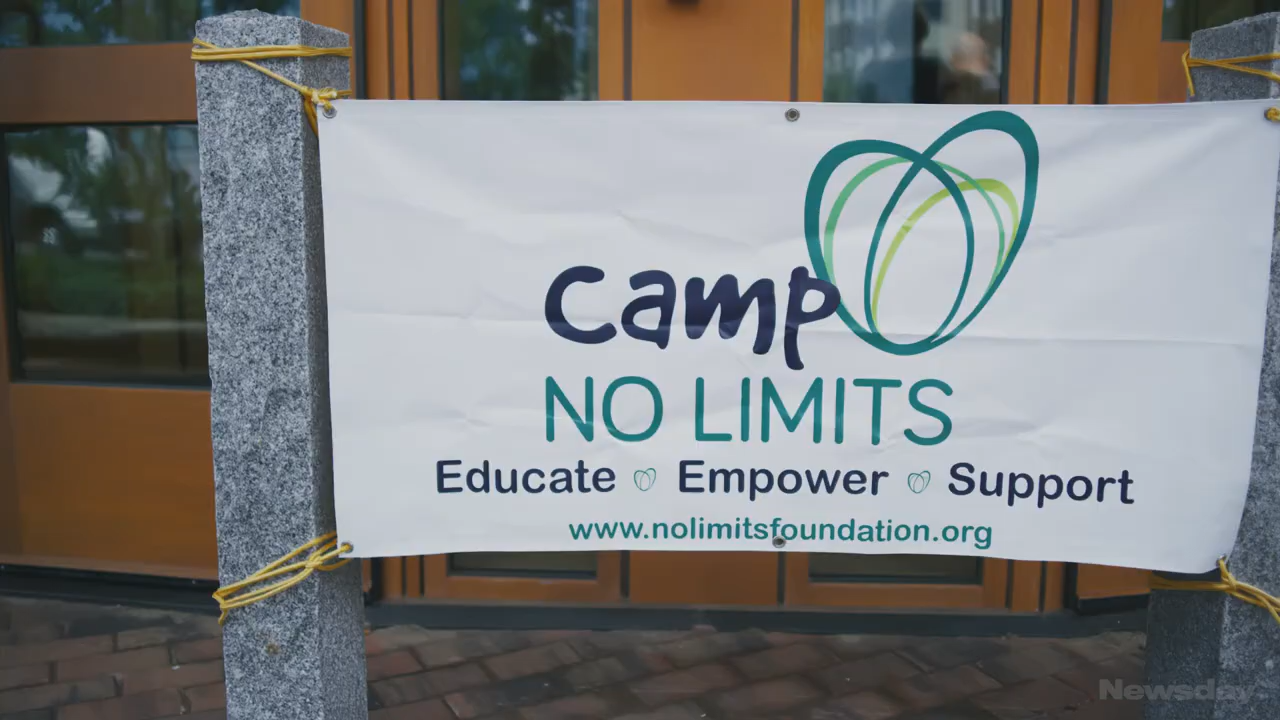 camp
NO LIMITS
Educate Empower Support
www.nolimitsfoundation.org
Newsday